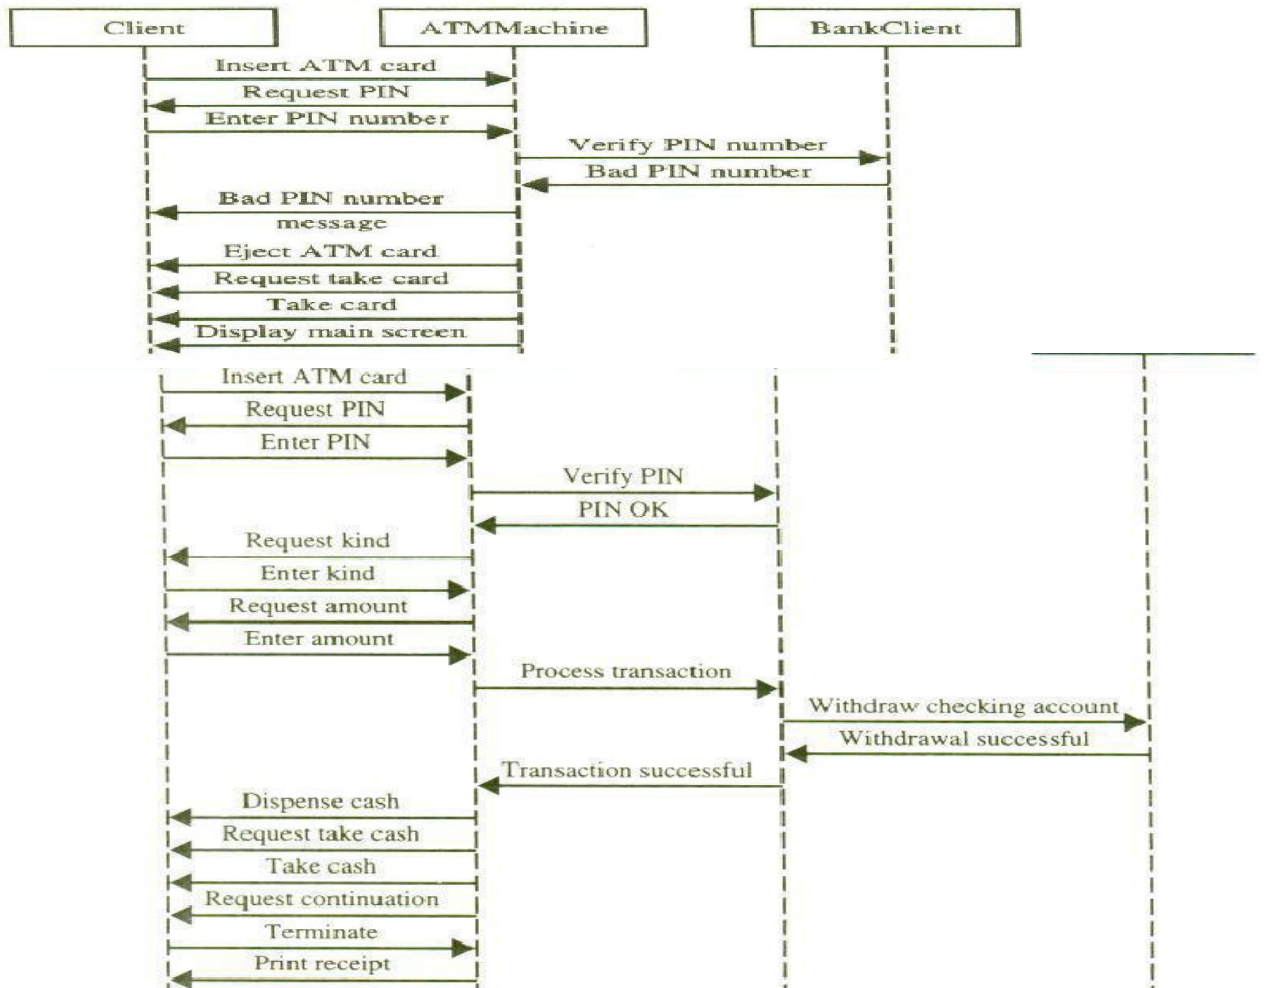 Client
ATMMachine
BankClient
Insert ATM card
Request PIN
Enter PIN number
Verify PIN number
Bad PIN number
Bad PIN number
message
Eject ATM card
Request take card
Take card
Display main screen
Insert ATM card
Request PIN
Enter PIN
Verify PIN
PIN OK
Request kind
Enter kind
Request amount
Enter amount
Process transaction
Withdraw checking account
Withdrawal successful
Transaction successful
Dispense cash
Request take cash
Take cash
Request continuation
Terminate
Print receipt